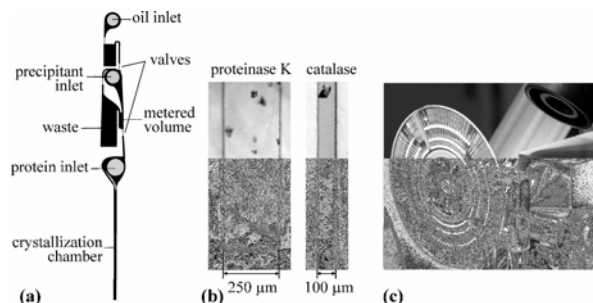 oil inlet
precipitant
inlet
valves
metered
volume
waste
protein inlet
crystallization
chamber
(a)
proteinase K
catalase
250 µm
100 µm
(b)
(c)